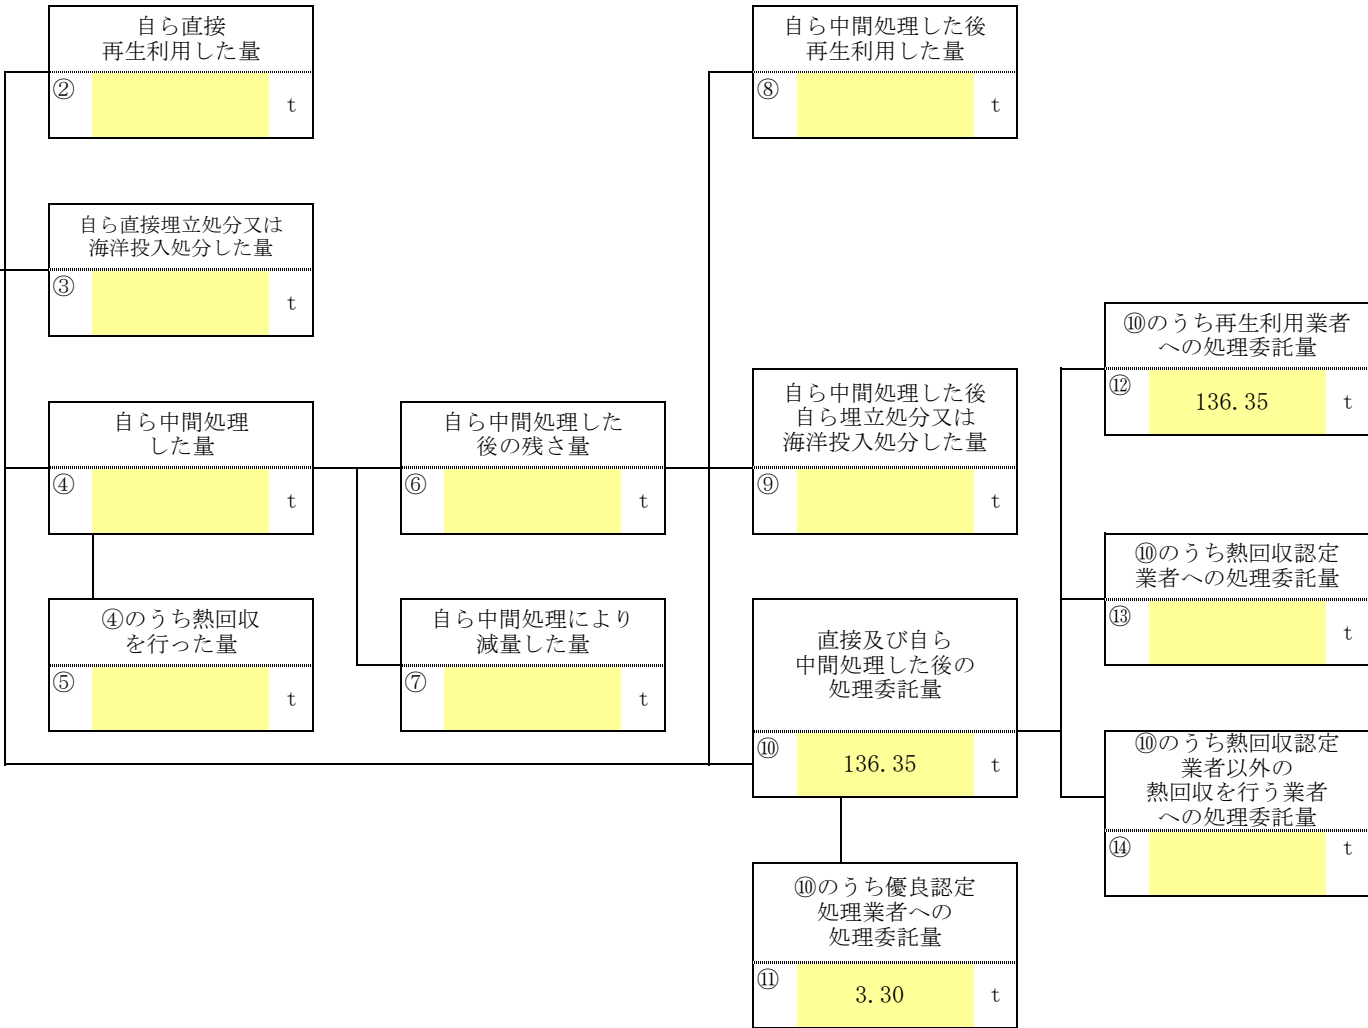 自ら直接
再生利用した量
②
t
自ら中間処理した後
再生利用した量
⑧
t
自ら直接埋立処分又は
海洋投入処分した量
③
t
⑩のうち再生利用業者
への処理委託量
⑫
136.35
t
自ら中間処理
した量
④
t
自ら中間処理した
後の残さ量
⑥
t
自ら中間処理した後
自ら埋立処分又は
海洋投入処分した量
⑨
t
⑩のうち熱回収認定
業者への処理委託量
⑬
t
④のうち熱回収
を行った量
⑤
t
自ら中間処理により
減量した量
⑦
t
直接及び自ら
中間処理した後の
処理委託量
⑩
136.35
t
⑩のうち熱回収認定
業者以外の
熱回収を行う業者
への処理委託量
⑭
t
⑩のうち優良認定
処理業者への
処理委託量
⑪
3.30
t